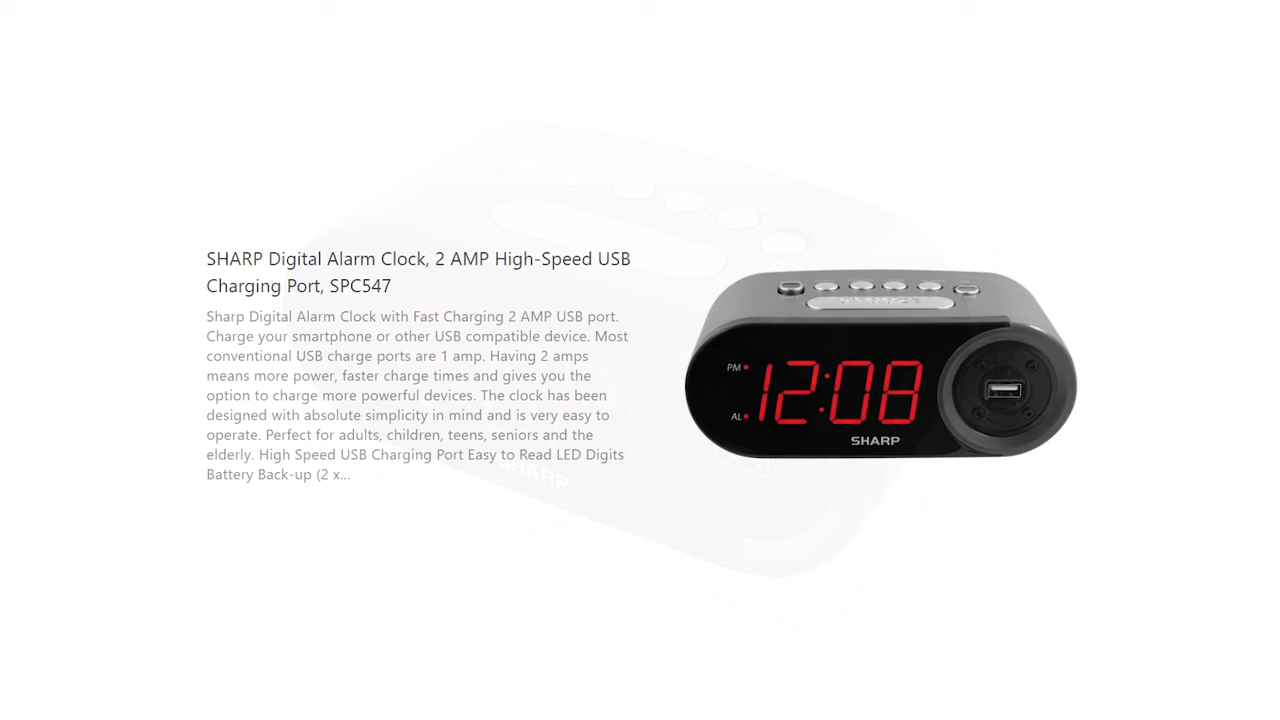 SHARP Digital Alarm Clock, 2 AMP High-Speed USB
Charging Port, SPC547
Sharp Digital Alarm Clock with Fast Charging 2 AMP USB port.
Charge your smartphone or other USB compatible device. Most
conventional USB charge ports are 1 amp. Having 2 amps
means more power, faster charge times and gives you the
option to charge more powerful devices. The clock has been
designed with absolute simplicity in mind and is very easy to
operate. Perfect for adults, children, teens, seniors and the
elderly. High Speed USB Charging Port Easy to Read LED Digits
Battery Back-up (2 x...
PM
12:08
AL
SHARP
SHARP